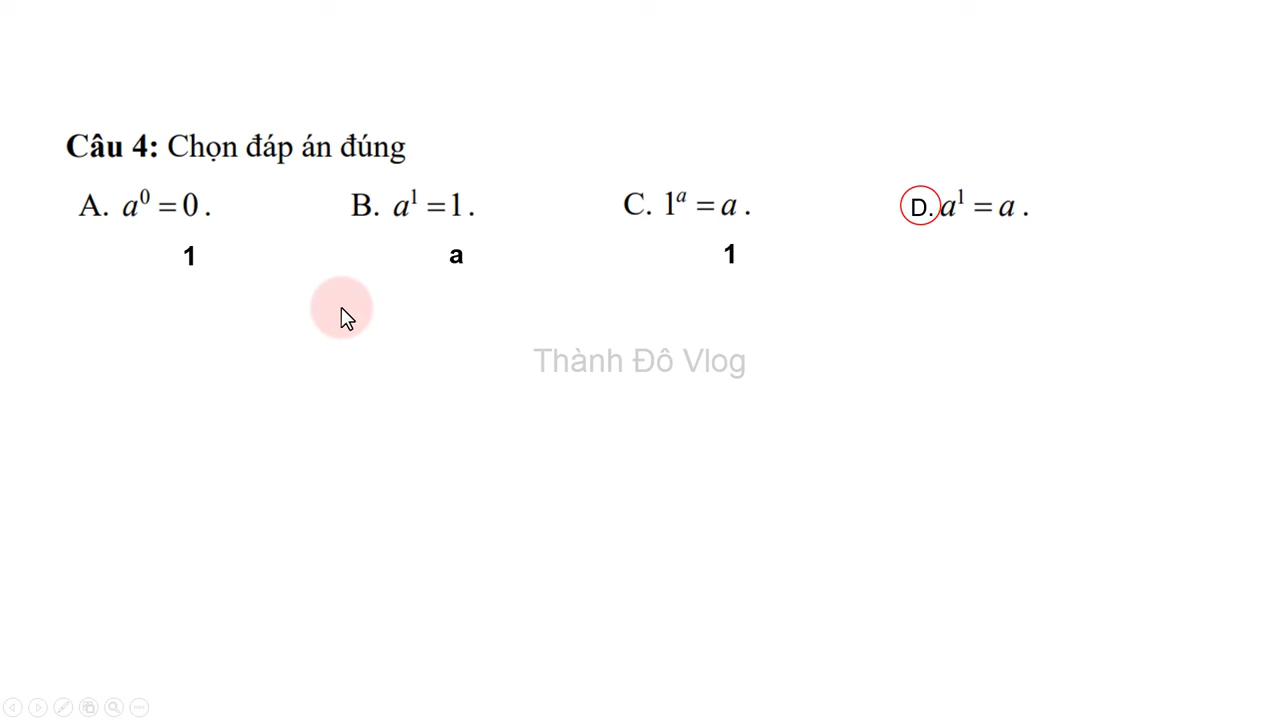 Câu 4: Chọn đáp án đúng
A. a⁰ = 0. B. a¹ = 1. C. 1ᵃ = a. D. a¹ = a.
1 a 1
Thành Đô Vlog